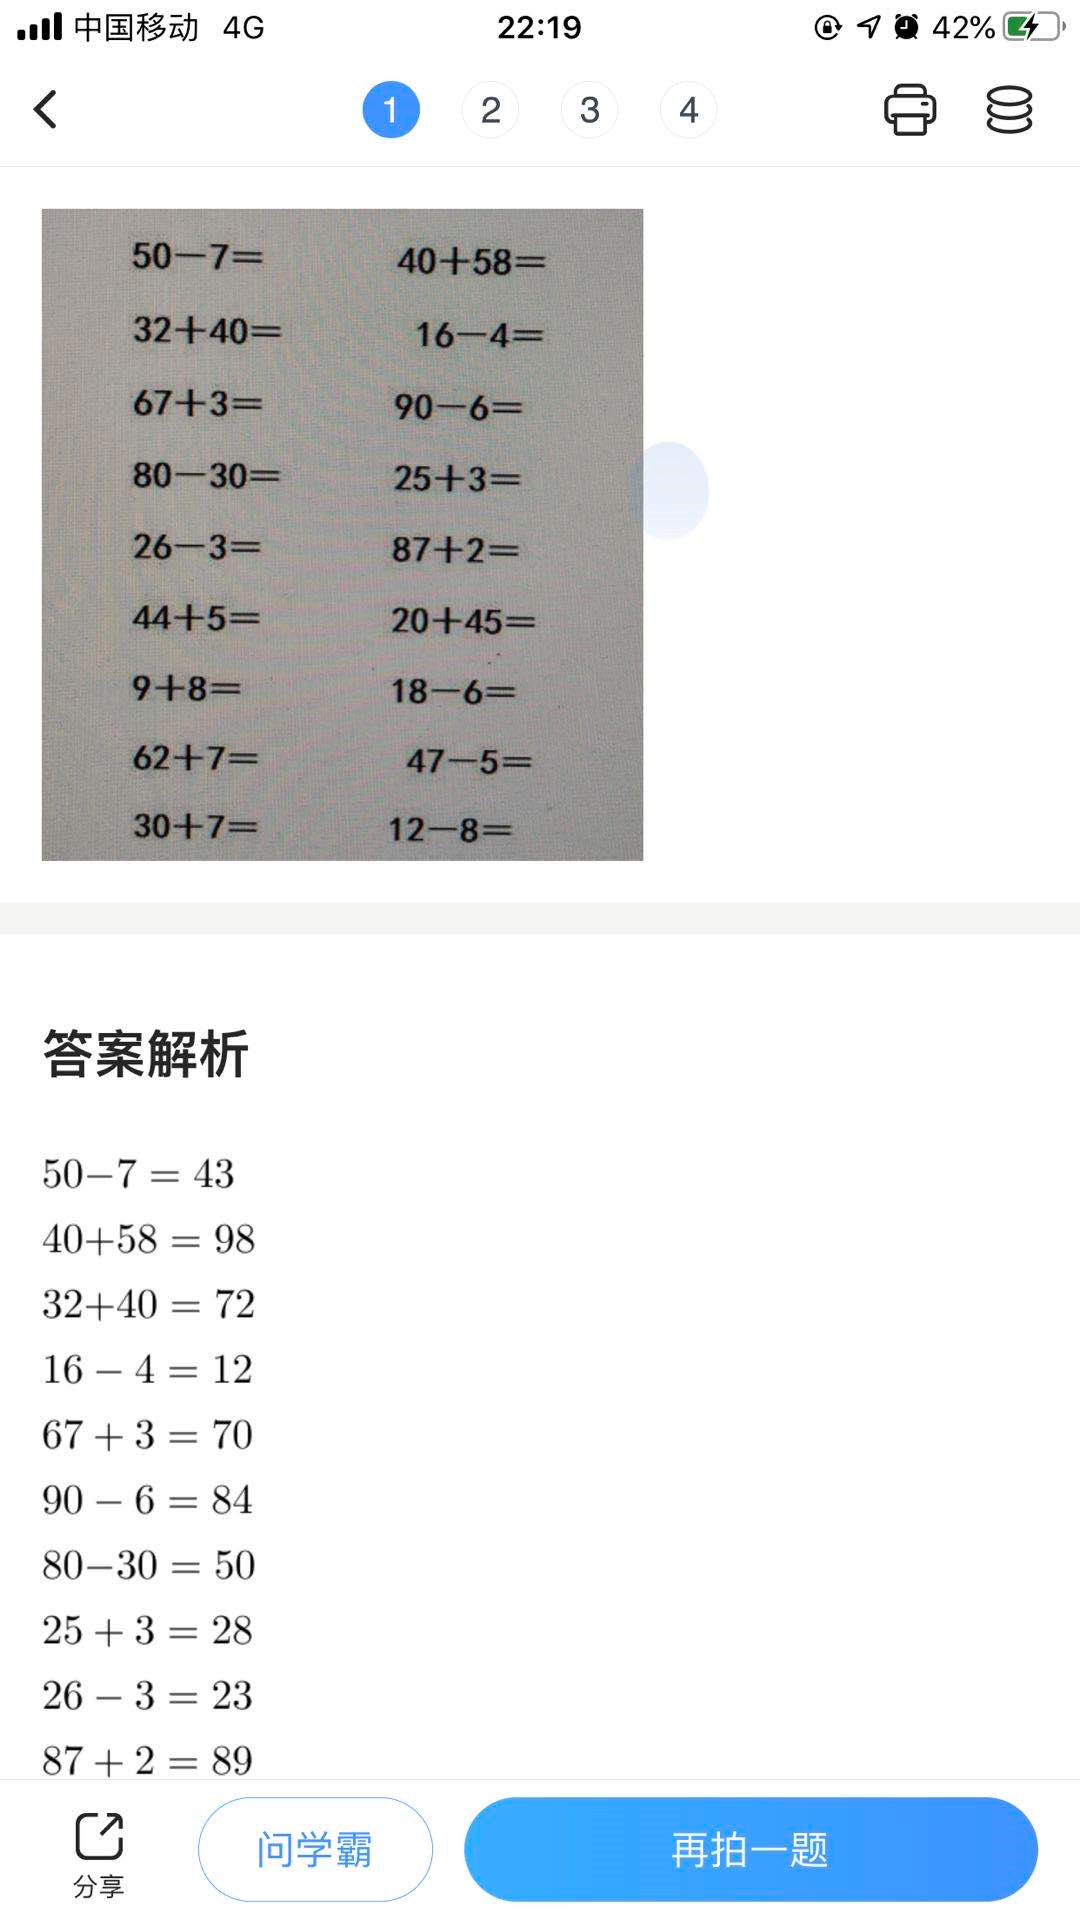 中国移动 4G 22:19 42%
1 2 3 4
50－7= 40＋58=
32＋40= 16－4=
67＋3= 90－6=
80－30= 25＋3=
26－3= 87＋2=
44＋5= 20＋45=
9＋8= 18－6=
62＋7= 47－5=
30＋7= 12－8=
答案解析
50−7 = 43
40+58 = 98
32+40 = 72
16 − 4 = 12
67 + 3 = 70
90 − 6 = 84
80−30 = 50
25 + 3 = 28
26 − 3 = 23
87 + 2 = 89
分享 问学霸 再拍一题